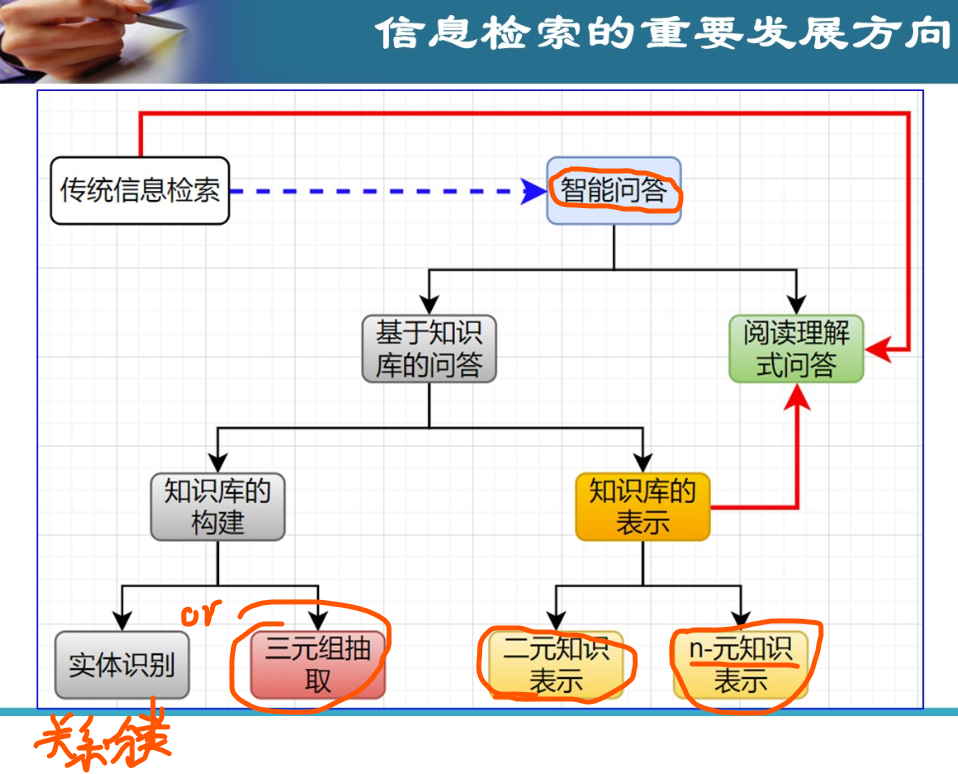 信息检索的重要发展方向
传统信息检索
智能问答
基于知识
库的问答
阅读理解
式问答
知识库的
构建
知识库的
表示
or
实体识别
三元组抽
取
二元知识
表示
n-元知识
表示
关系分类